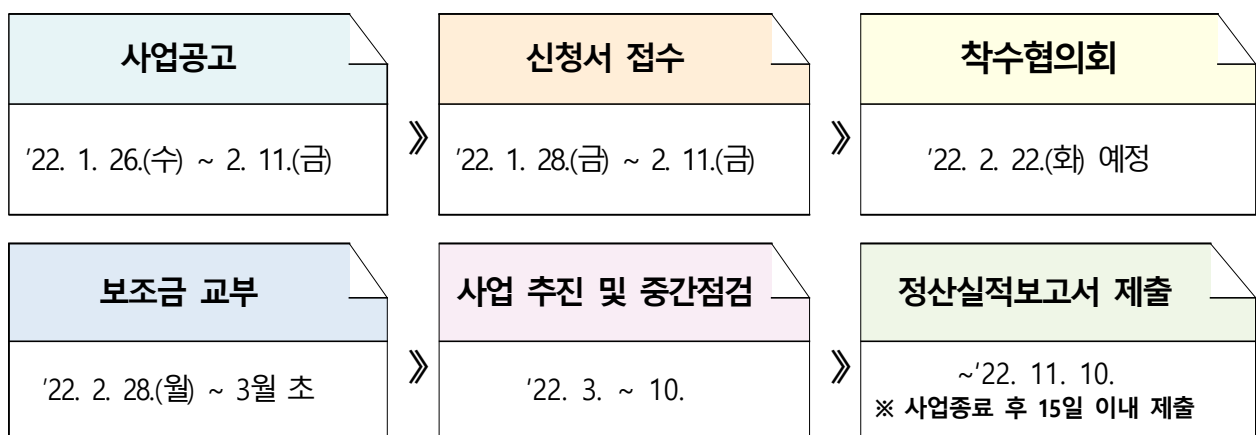 사업공고
'22. 1. 26.(수) ~ 2. 11.(금)
》
신청서 접수
'22. 1. 28.(금) ~ 2. 11.(금)
》
착수협의회
'22. 2. 22.(화) 예정
보조금 교부
'22. 2. 28.(월) ~ 3월 초
》
사업 추진 및 중간점검
'22. 3. ~ 10.
》
정산실적보고서 제출
~'22. 11. 10.
※ 사업종료 후 15일 이내 제출